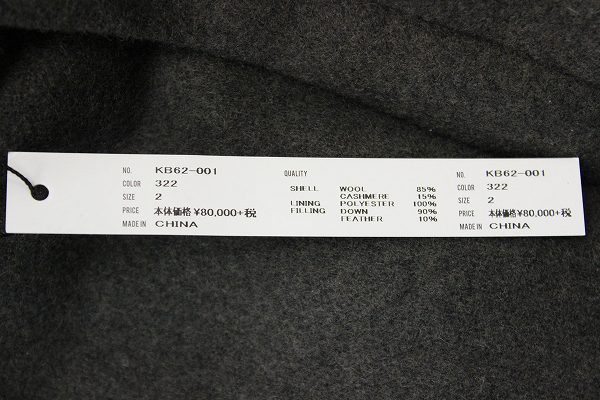 NO. KB62-001
COLOR 322
SIZE 2
PRICE 本体価格¥80,000+税
MADE IN CHINA
QUALITY
SHELL WOOL 85%
CASHMERE 15%
LINING POLYESTER 100%
FILLING DOWN 90%
FEATHER 10%
NO. KB62-001
COLOR 322
SIZE 2
PRICE 本体価格¥80,000+税
MADE IN CHINA